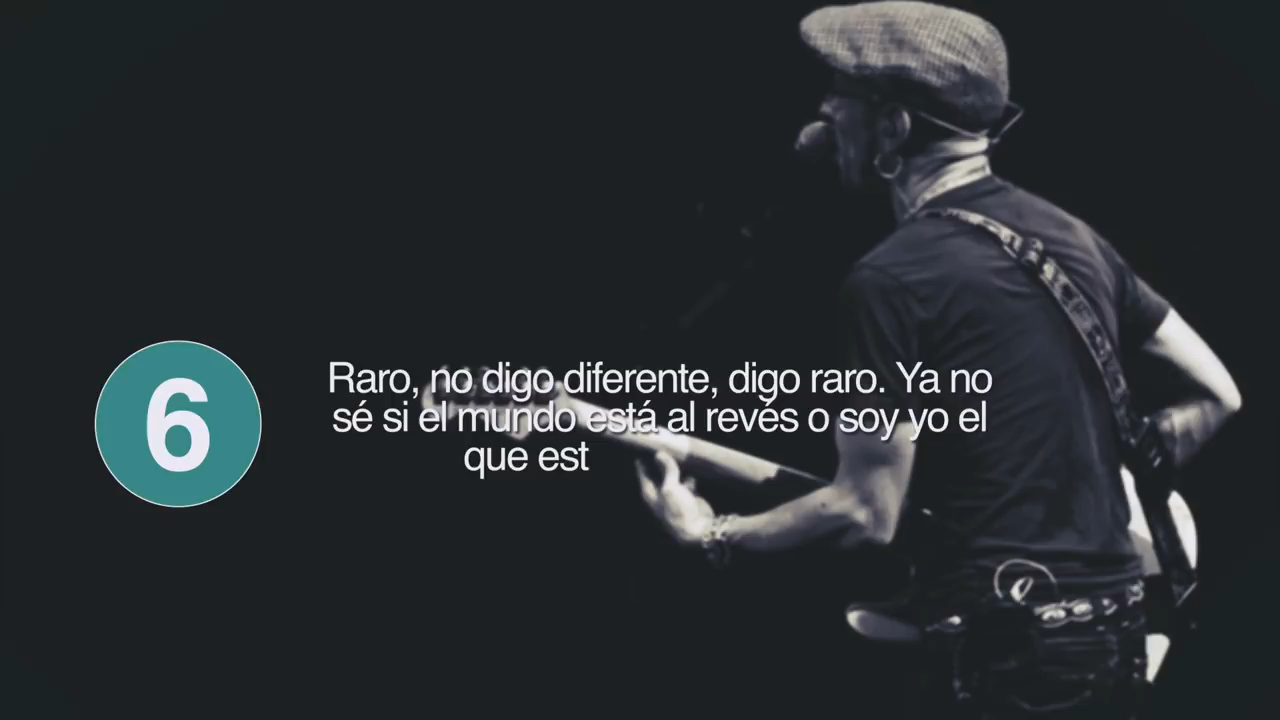 6
Raro, no digo diferente, digo raro. Ya no
sé si el mundo está al revés o soy yo el
que est